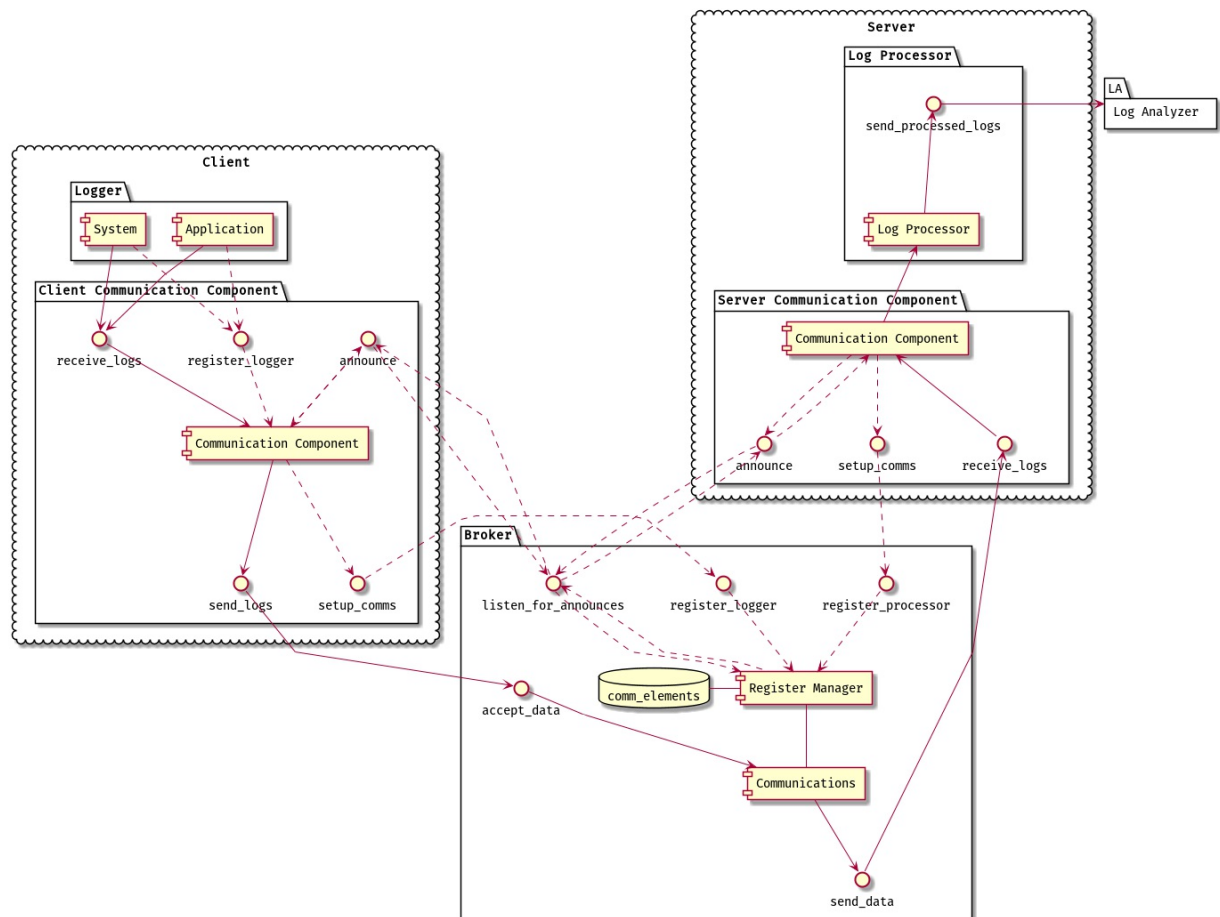 Server
Log Processor
send_processed_logs
LA
Log Analyzer
Client
Logger
System
Application
Log Processor
Client Communication Component
Server Communication Component
receive_logs
register_logger
announce
Communication Component
Communication Component
announce
setup_comms
receive_logs
Broker
send_logs
setup_comms
listen_for_announces
register_logger
register_processor
comm_elements
Register Manager
accept_data
Communications
send_data